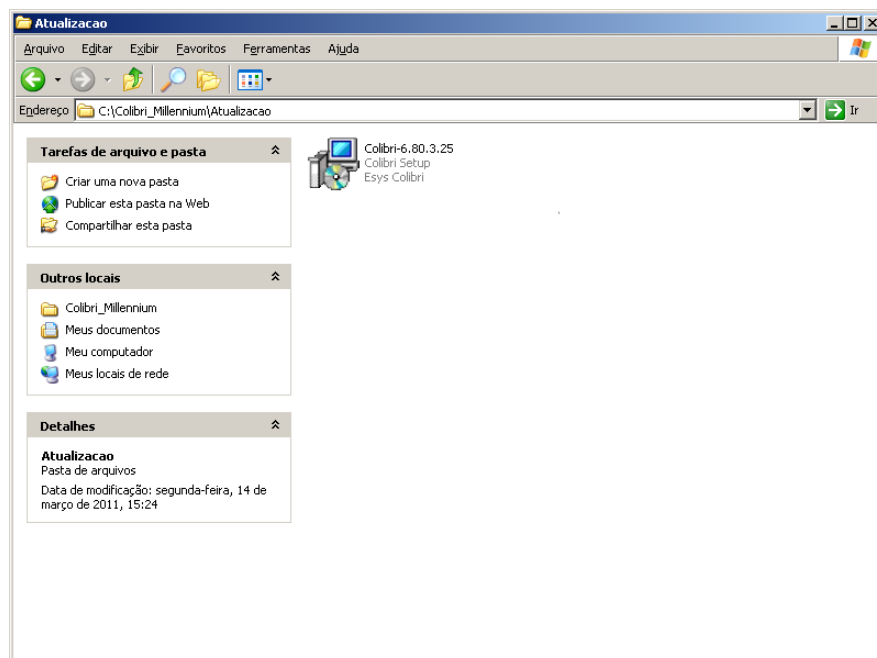 Atualizacao
Arquivo Editar Exibir Favoritos Ferramentas Ajuda
Endereço C:\Colibri_Millennium\Atualizacao Ir
Tarefas de arquivo e pasta
Criar uma nova pasta
Publicar esta pasta na Web
Compartilhar esta pasta
Outros locais
Colibri_Millennium
Meus documentos
Meu computador
Meus locais de rede
Detalhes
Atualizacao
Pasta de arquivos
Data de modificação: segunda-feira, 14 de
março de 2011, 15:24
Colibri-6.80.3.25
Colibri Setup
Esys Colibri